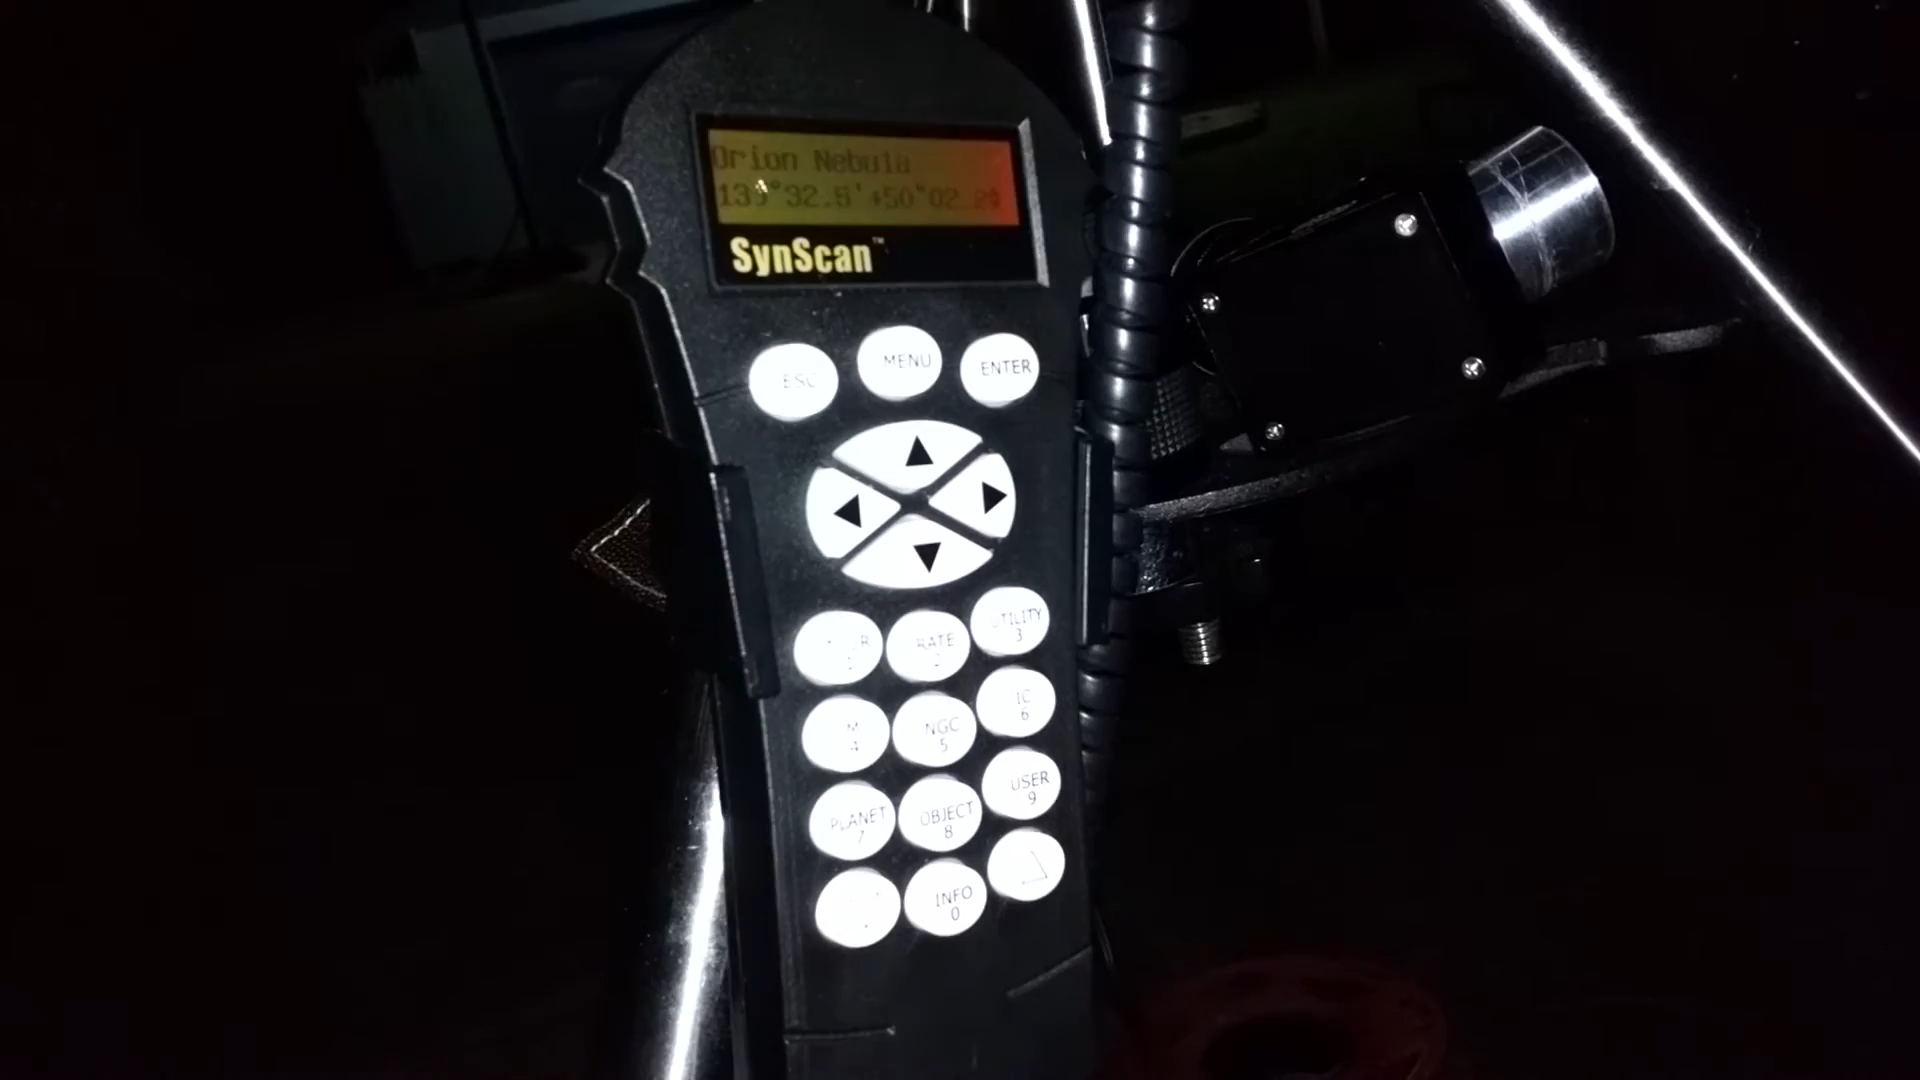 Orion Nebula
SynScan™
ESC
MENU
ENTER
RATE
2
UTILITY
3
M
4
NGC
5
IC
6
PLANET
7
OBJECT
8
USER
9
INFO
0